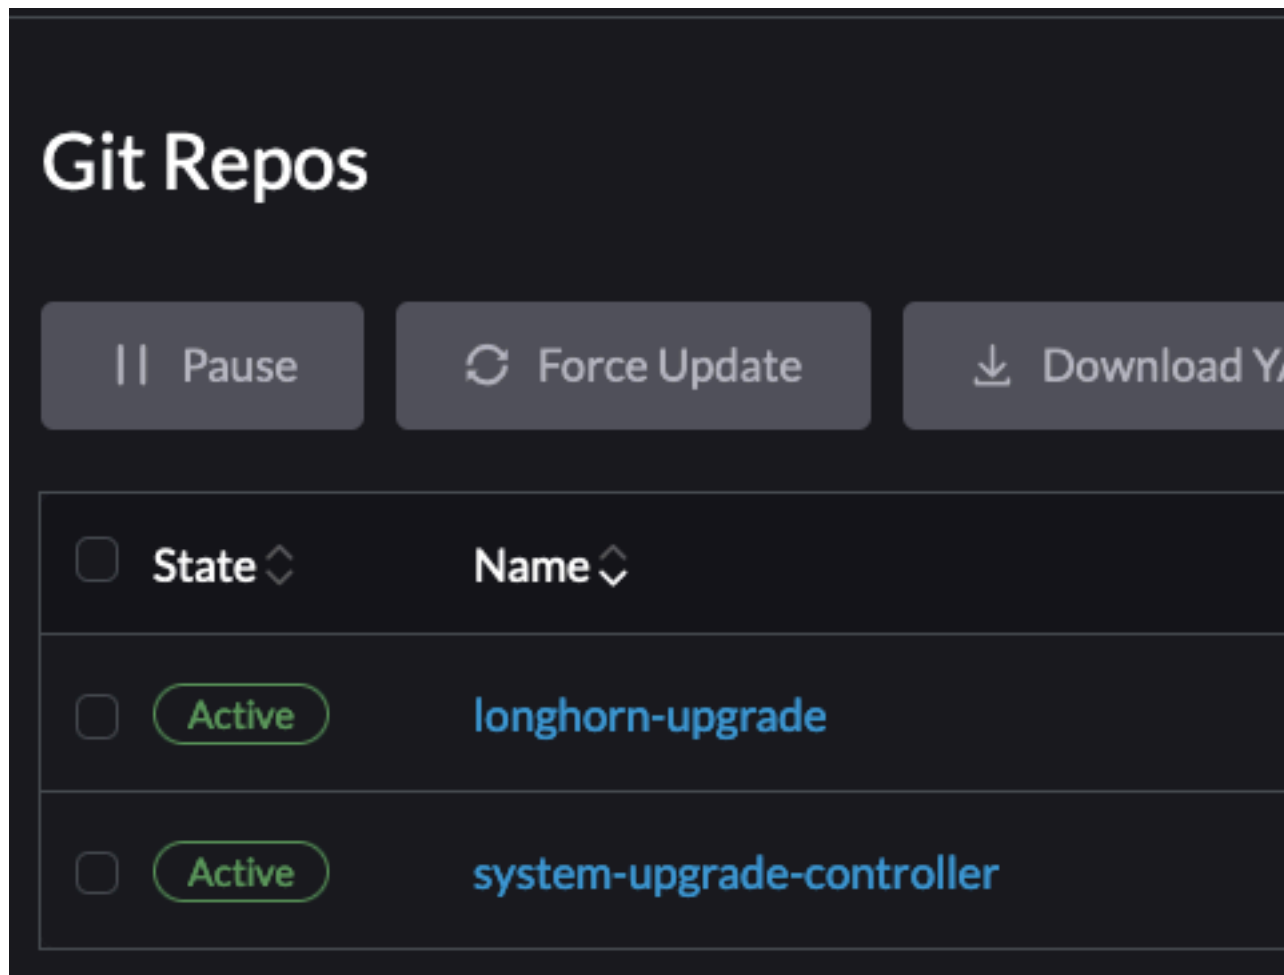 Git Repos
Pause
Force Update
Download
State
Name
Active
longhorn-upgrade
Active
system-upgrade-controller